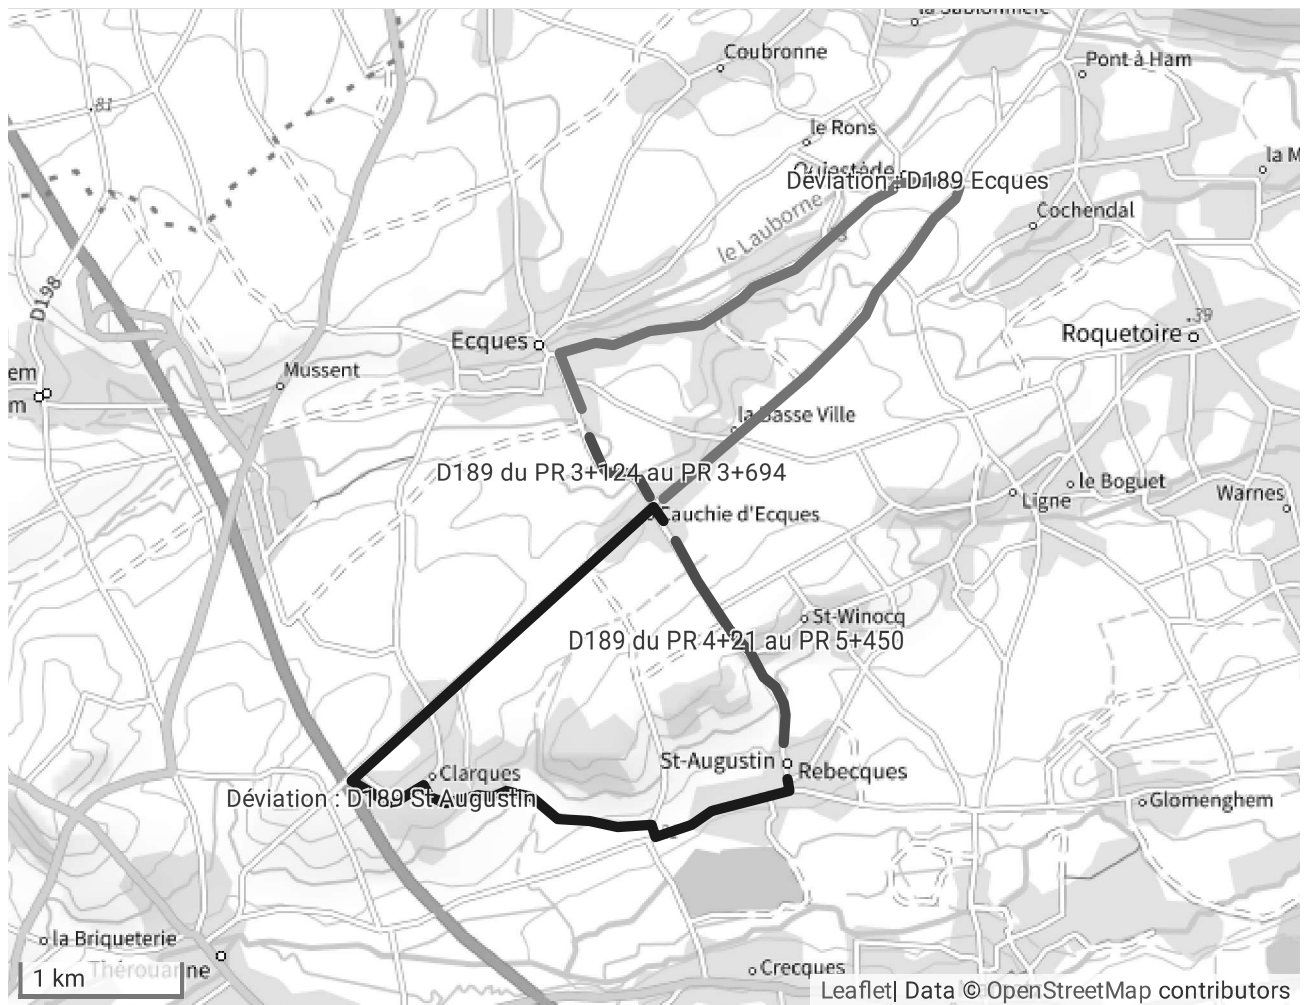 la Sablonnière
Coubronne
Pont à Ham
81
le Rons
la M
Quiestède
Déviation : D189 Ecques
Cochendal
le Lauborne
D198
.39
Roquetoire
Ecques
Mussent
em
m
la Basse Ville
D189 du PR 3+124 au PR 3+694
le Boguet
Warnes
Ligne
Cauchie d'Ecques
St-Winocq
D189 du PR 4+21 au PR 5+450
St-Augustin
Rebecques
Clarques
Déviation : D189 St Augustin
Glomenghem
la Briqueterie
Thérouanne
Crecques
1 km
Leaflet | Data © OpenStreetMap contributors